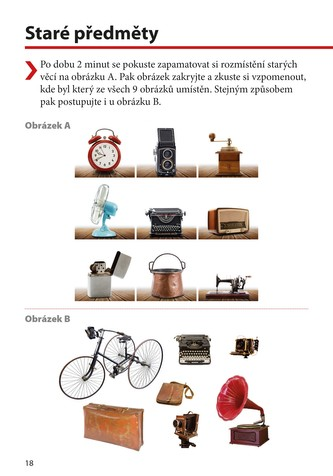 Staré předměty
Po dobu 2 minut se pokuste zapamatovat si rozmístění starých
věcí na obrázku A. Pak obrázek zakryjte a zkuste si vzpomenout,
kde byl který ze všech 9 obrázků umístěn. Stejným způsobem
pak postupujte i u obrázku B.
Obrázek A
Obrázek B
18